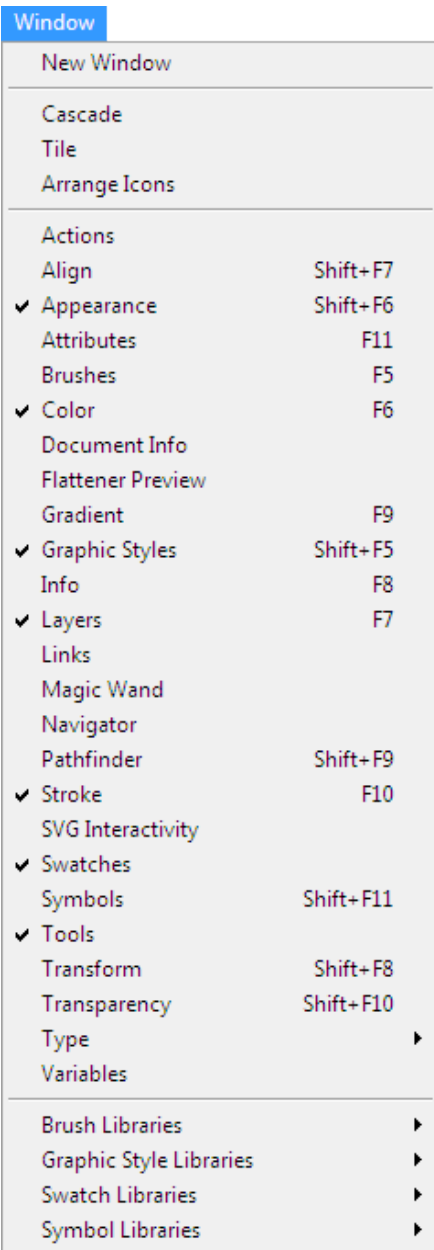 Window
New Window
Cascade
Tile
Arrange Icons
Actions
Align Shift+F7
Appearance Shift+F6
Attributes F11
Brushes F5
Color F6
Document Info
Flattener Preview
Gradient F9
Graphic Styles Shift+F5
Info F8
Layers F7
Links
Magic Wand
Navigator
Pathfinder Shift+F9
Stroke F10
SVG Interactivity
Swatches
Symbols Shift+F11
Tools
Transform Shift+F8
Transparency Shift+F10
Type
Variables
Brush Libraries
Graphic Style Libraries
Swatch Libraries
Symbol Libraries